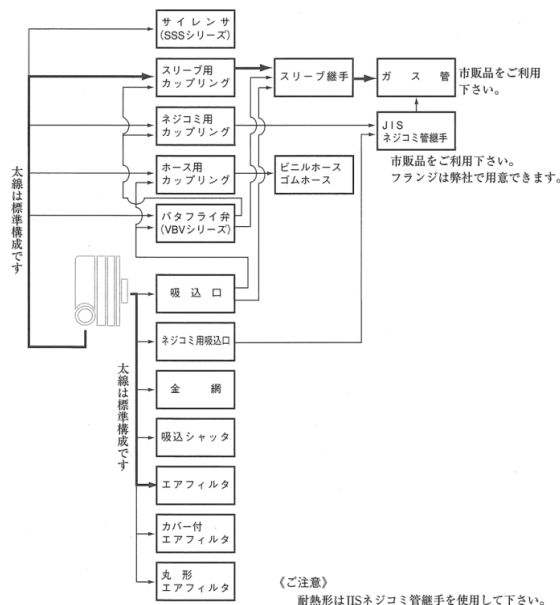 サイレンサ
(SSSシリーズ)
スリーブ用
カップリング
スリーブ継手
ガス管
市販品をご利用
下さい。
ネジコミ用
カップリング
JIS
ネジコミ管継手
市販品をご利用下さい。
フランジは弊社で用意できます。
ホース用
カップリング
ビニルホース
ゴムホース
太線は標準構成です
バタフライ弁
(VBVシリーズ)
吸込口
ネジコミ用吸込口
太線は標準構成です
金網
吸込シャッタ
エアフィルタ
カバー付
エアフィルタ
丸形
エアフィルタ
《ご注意》
耐熱形はJISネジコミ管継手を使用して下さい。